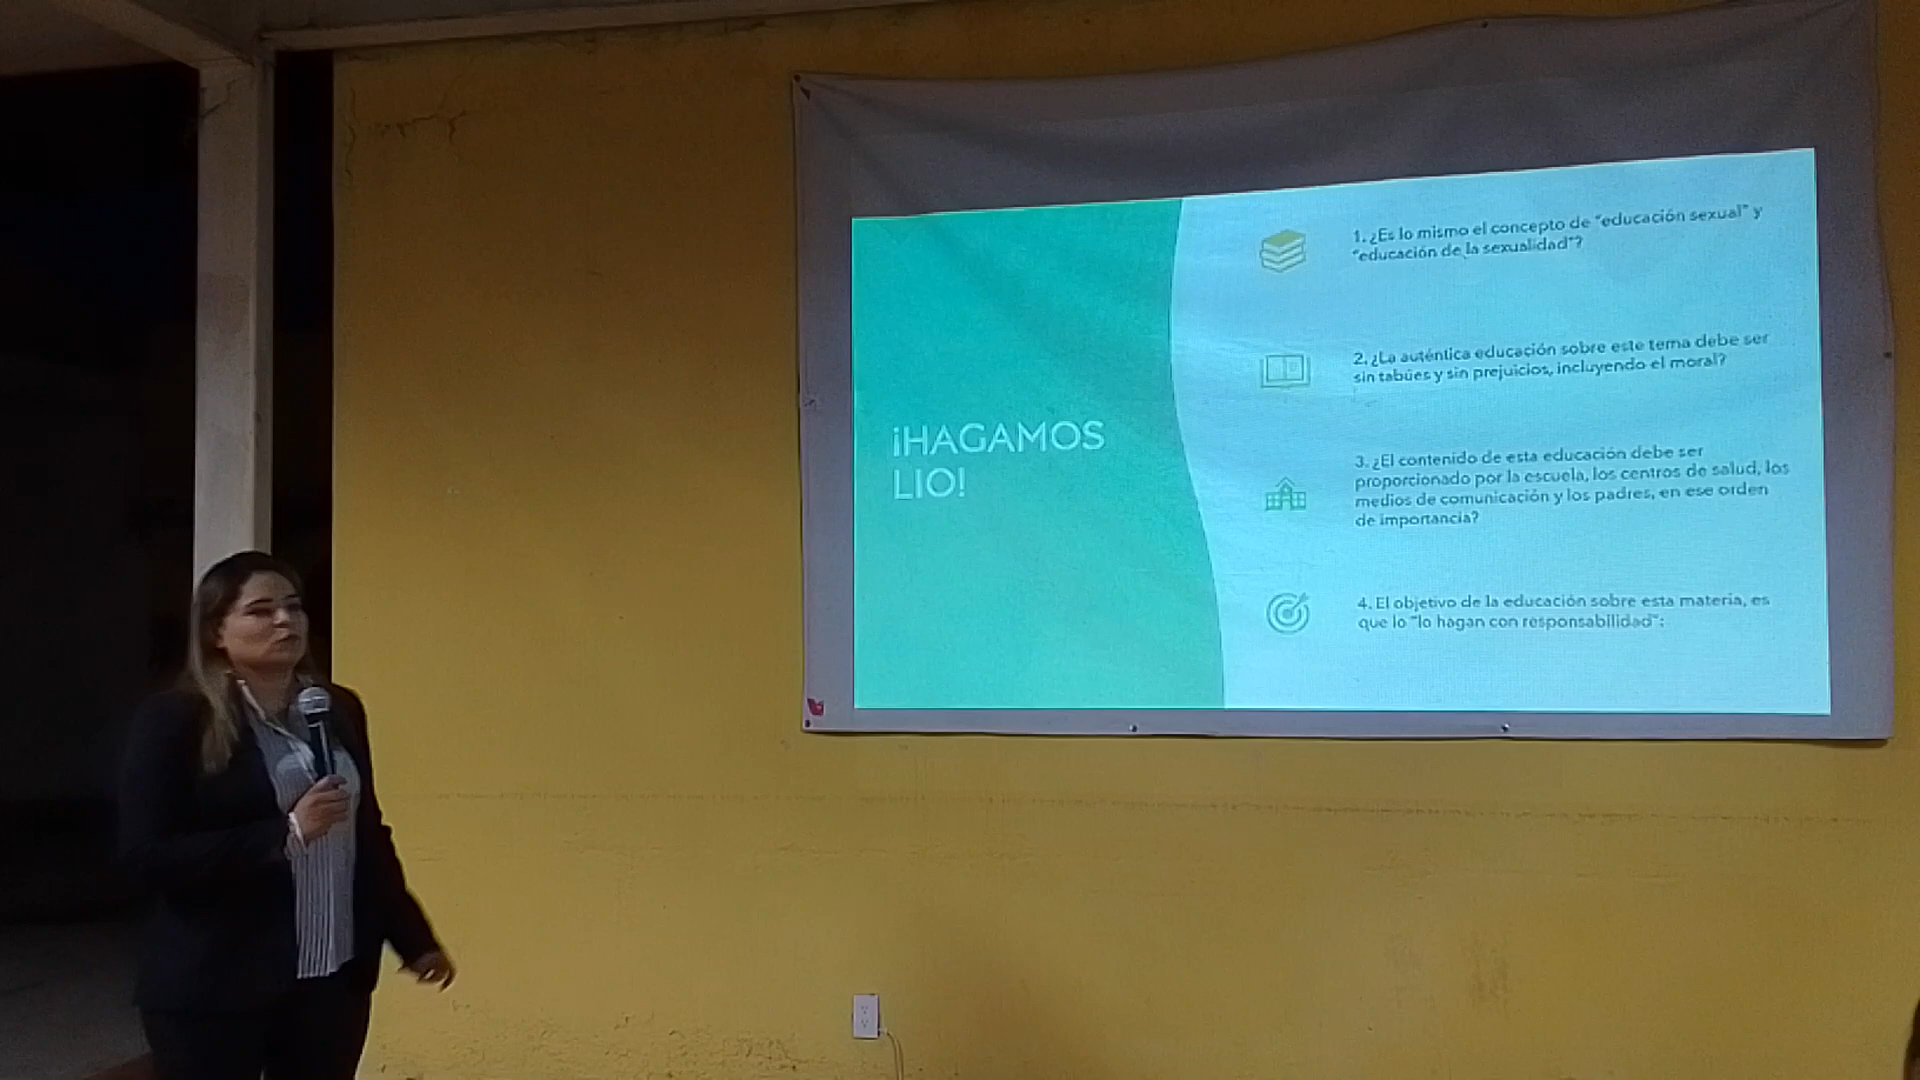 ¡HAGAMOS
LIO!
1. ¿Es lo mismo el concepto de "educación sexual" y
"educación de la sexualidad"?
2. ¿La auténtica educación sobre este tema debe ser
sin tabúes y sin prejuicios, incluyendo el moral?
3. ¿El contenido de esta educación debe ser
proporcionado por la escuela, los centros de salud, los
medios de comunicación y los padres, en ese orden
de importancia?
4. El objetivo de la educación sobre esta materia, es
que lo "lo hagan con responsabilidad":